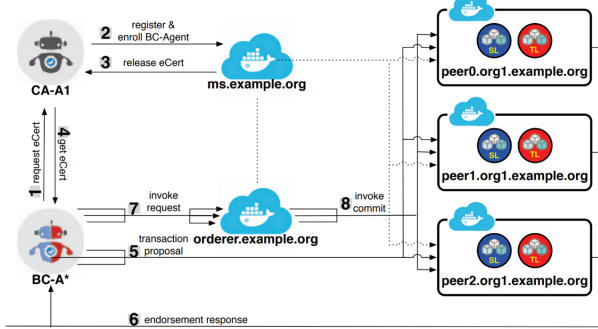 2 register &
enroll BC-Agent
3 release eCert
CA-A1
ms.example.org
1 request eCert
4 get eCert
7 invoke
request
8 invoke
commit
orderer.example.org
5 transaction
proposal
BC-A*
6 endorsement response
SL TL
peer0.org1.example.org
SL TL
peer1.org1.example.org
SL TL
peer2.org1.example.org